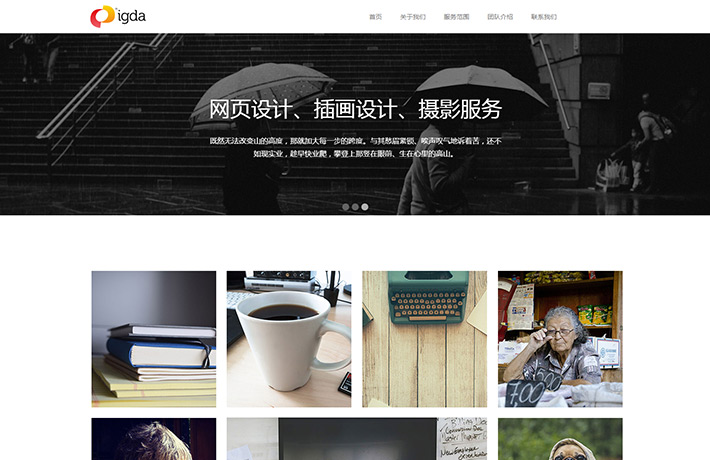 igda
首页 关于我们 服务范围 团队介绍 联系我们
网页设计、插画设计、摄影服务
既然无法改变山的高度，那就加大每一步的跨度。与其愁眉紧锁、唉声叹气地诉着苦，还不
如现实业，趁早快业爬，攀登上那竖在眼前、生在心里的高山。
500
7,00